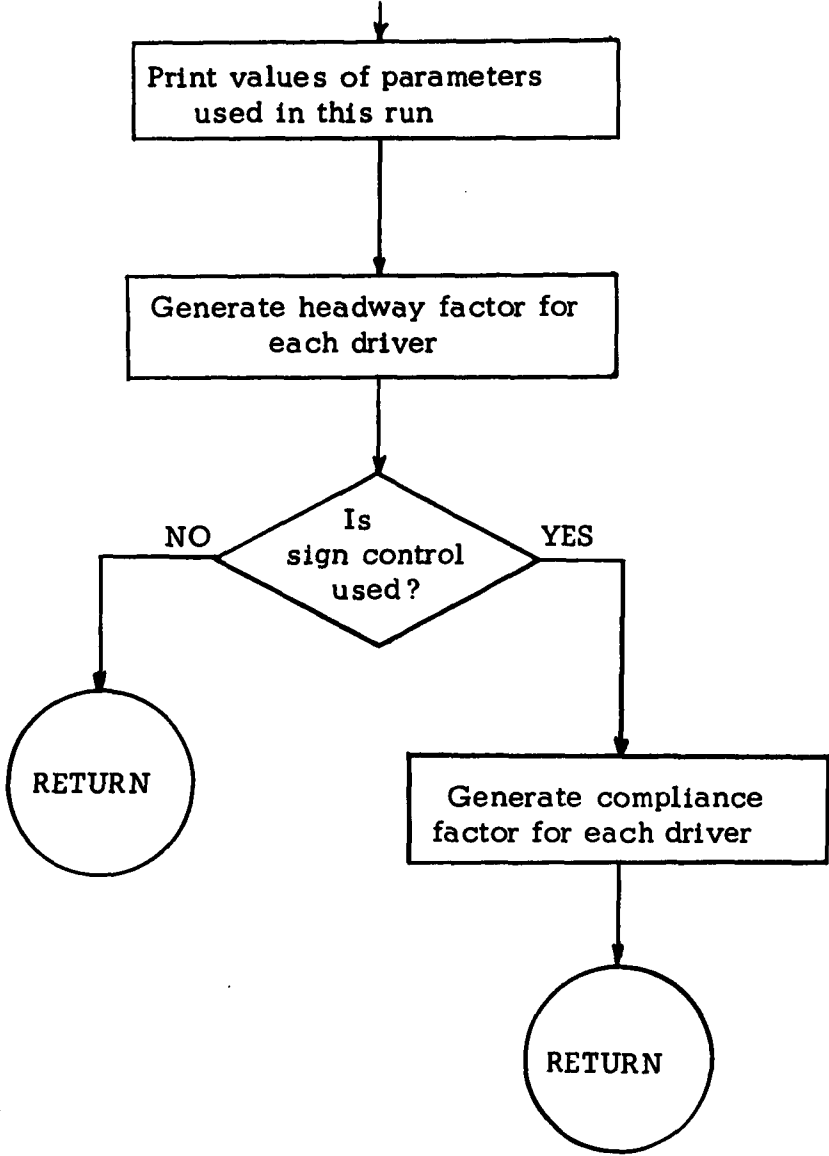 Print values of parameters
used in this run
Generate headway factor for
each driver
Is
sign control
used?
NO
YES
RETURN
Generate compliance
factor for each driver
RETURN